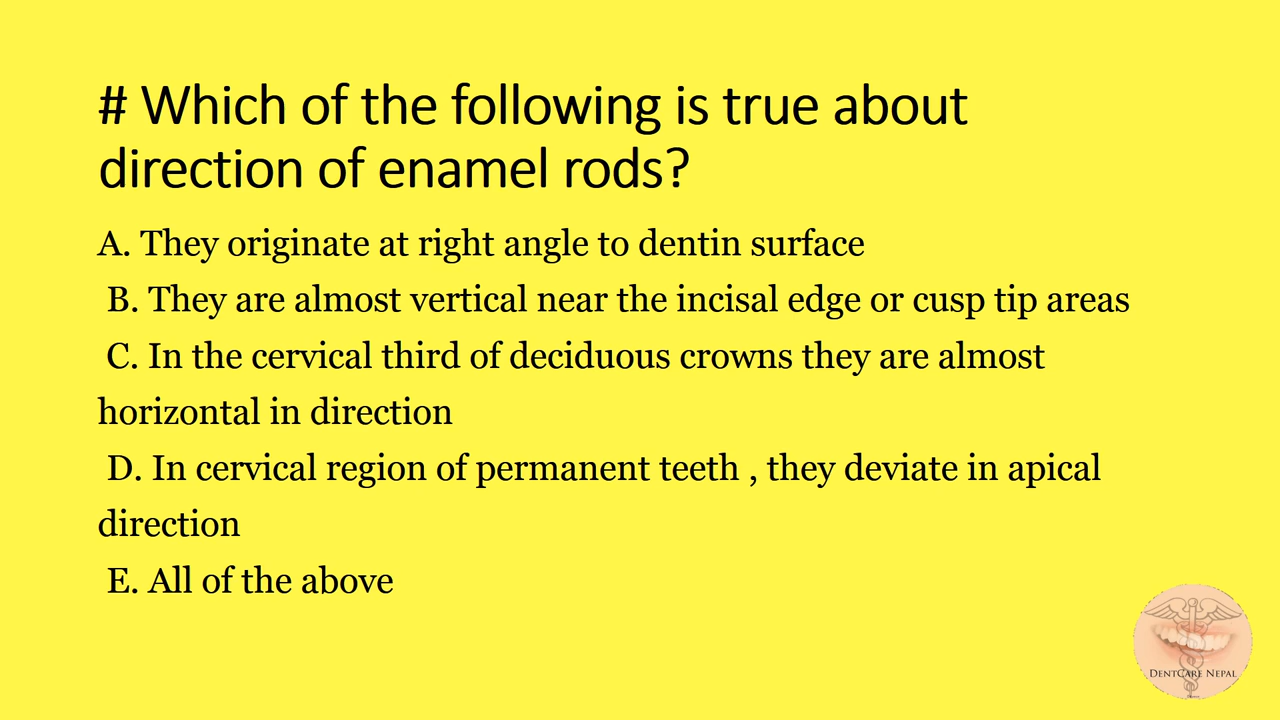 # Which of the following is true about
direction of enamel rods?
A. They originate at right angle to dentin surface
B. They are almost vertical near the incisal edge or cusp tip areas
C. In the cervical third of deciduous crowns they are almost
horizontal in direction
D. In cervical region of permanent teeth , they deviate in apical
direction
E. All of the above
DENTCARE NEPAL